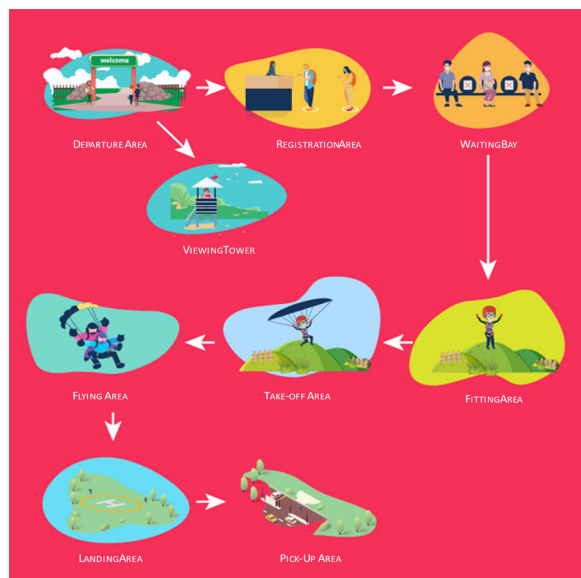 welcome
DEPARTURE AREA
REGISTRATIONAREA
WAITINGBAY
VIEWINGTOWER
FLYING AREA
TAKE-OFF AREA
FITTINGAREA
H
LANDINGAREA
PICK-UP AREA